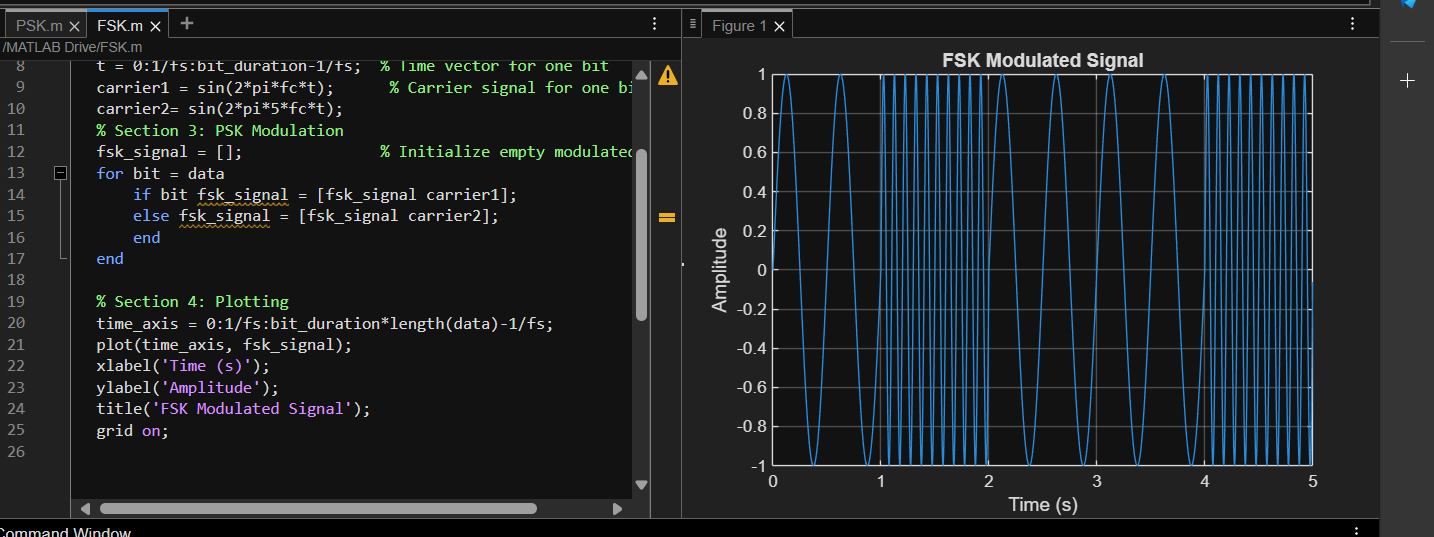 PSK.m × FSK.m × +
/MATLAB Drive/FSK.m
8 t = 0:1/fs:bit_duration-1/fs; % Time vector for one bit
9 carrier1 = sin(2*pi*fc*t); % Carrier signal for one bi
10 carrier2= sin(2*pi*5*fc*t);
11 % Section 3: PSK Modulation
12 fsk_signal = []; % Initialize empty modulated
13 for bit = data
14 if bit fsk_signal = [fsk_signal carrier1];
15 else fsk_signal = [fsk_signal carrier2];
16 end
17 end
18
19 % Section 4: Plotting
20 time_axis = 0:1/fs:bit_duration*length(data)-1/fs;
21 plot(time_axis, fsk_signal);
22 xlabel('Time (s)');
23 ylabel('Amplitude');
24 title('FSK Modulated Signal');
25 grid on;
26
Command Window
Figure 1 ×
FSK Modulated Signal
1
0.8
0.6
0.4
0.2
0
-0.2
-0.4
-0.6
-0.8
-1
Amplitude
0 1 2 3 4 5
Time (s)
+